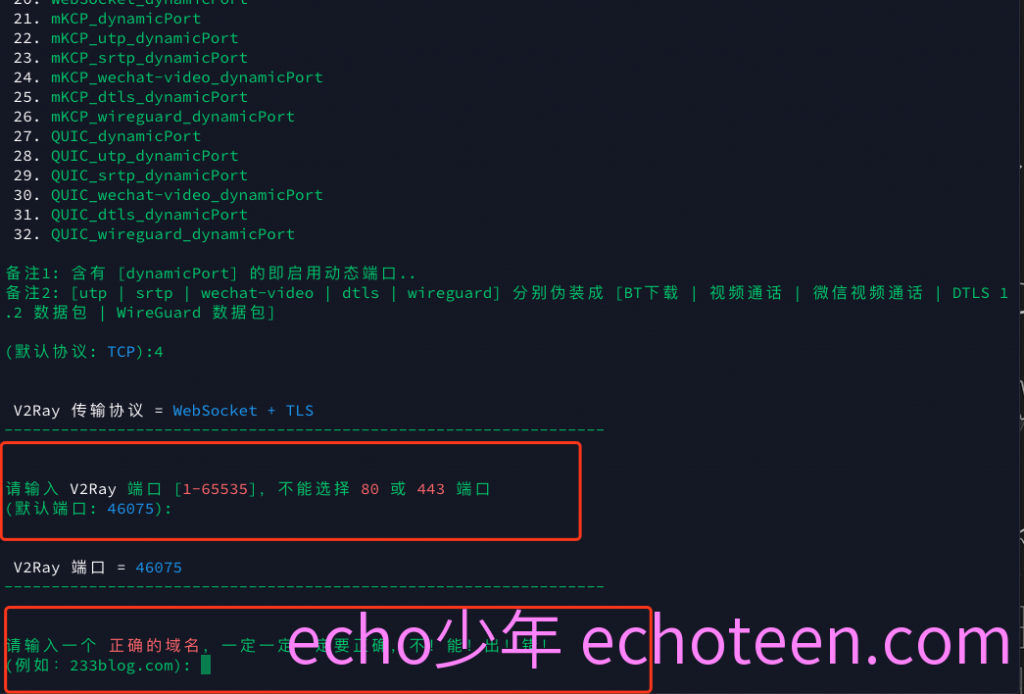 20. WebSocket_dynamicPort
21. mKCP_dynamicPort
22. mKCP_utp_dynamicPort
23. mKCP_srtp_dynamicPort
24. mKCP_wechat-video_dynamicPort
25. mKCP_dtls_dynamicPort
26. mKCP_wireguard_dynamicPort
27. QUIC_dynamicPort
28. QUIC_utp_dynamicPort
29. QUIC_srtp_dynamicPort
30. QUIC_wechat-video_dynamicPort
31. QUIC_dtls_dynamicPort
32. QUIC_wireguard_dynamicPort
备注1: 含有 [dynamicPort] 的即启用动态端口..
备注2: [utp | srtp | wechat-video | dtls | wireguard] 分别伪装成 [BT下载 | 视频通话 | 微信视频通话 | DTLS 1
.2 数据包 | WireGuard 数据包]
(默认协议: TCP):4
V2Ray 传输协议 = WebSocket + TLS
------------------------------------------------------------
请输入 V2Ray 端口 [1-65535], 不能选择 80 或 443 端口
(默认端口: 46075):
V2Ray 端口 = 46075
------------------------------------------------------------
请输入一个 正确的域名, 一定一定一定要正确, 不! 能! 出! 错!
(例如: 233blog.com):
echo少年 echoteen.com